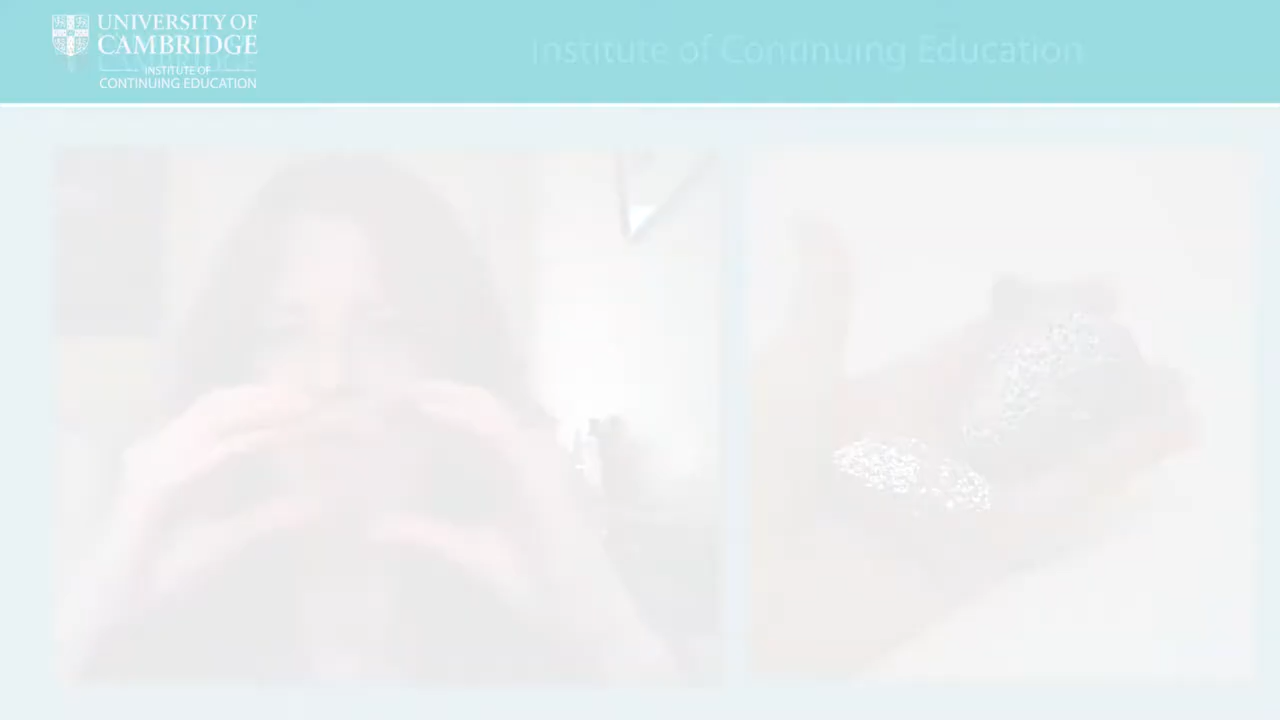 UNIVERSITY OF
CAMBRIDGE
INSTITUTE OF
CONTINUING EDUCATION
Institute of Continuing Education